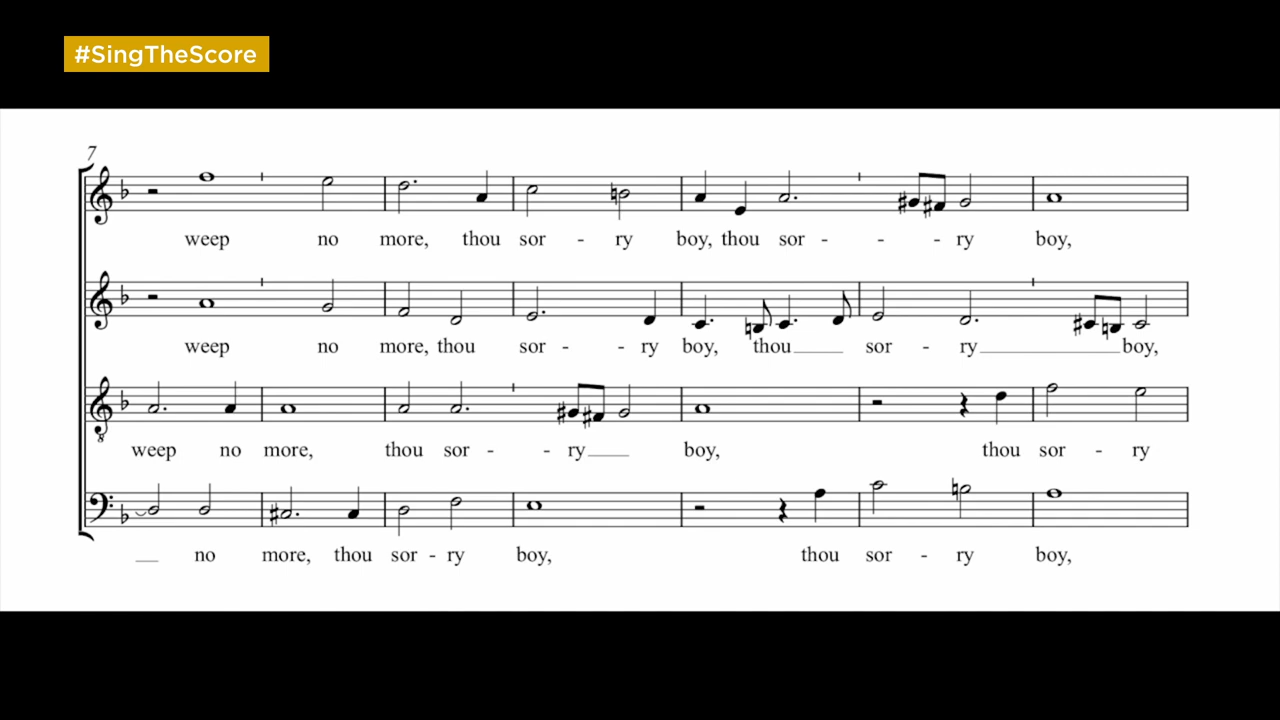 #SingTheScore
7
weep no more, thou sor - ry boy, thou sor - - - ry boy,
weep no more, thou sor - - ry boy, thou sor - ry boy,
weep no more, thou sor - - ry boy, thou sor - ry
no more, thou sor - ry boy, thou sor - ry boy,